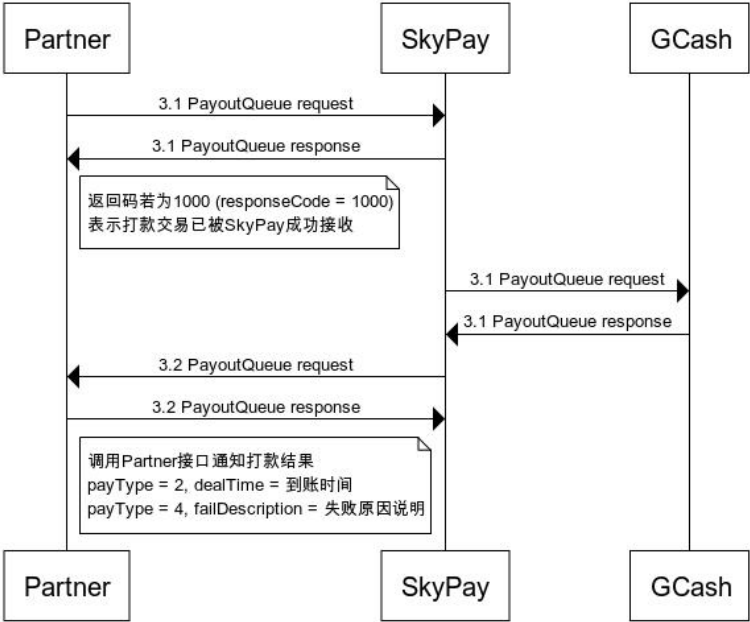 Partner
SkyPay
GCash
3.1 PayoutQueue request
3.1 PayoutQueue response
返回码若为1000 (responseCode = 1000)
表示打款交易已被SkyPay成功接收
3.1 PayoutQueue request
3.1 PayoutQueue response
3.2 PayoutQueue request
3.2 PayoutQueue response
调用Partner接口通知打款结果
payType = 2, dealTime = 到账时间
payType = 4, failDescription = 失败原因说明
Partner
SkyPay
GCash